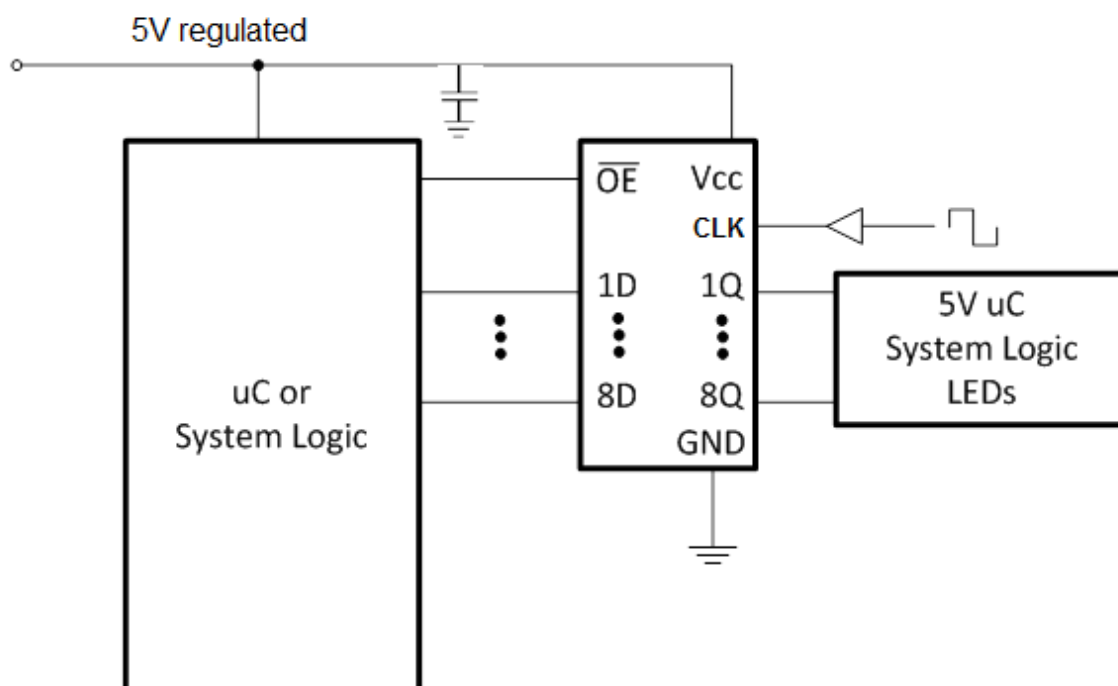 5V regulated
uC or
System Logic
OE
Vcc
CLK
1D
1Q
8D
8Q
GND
5V uC
System Logic
LEDs